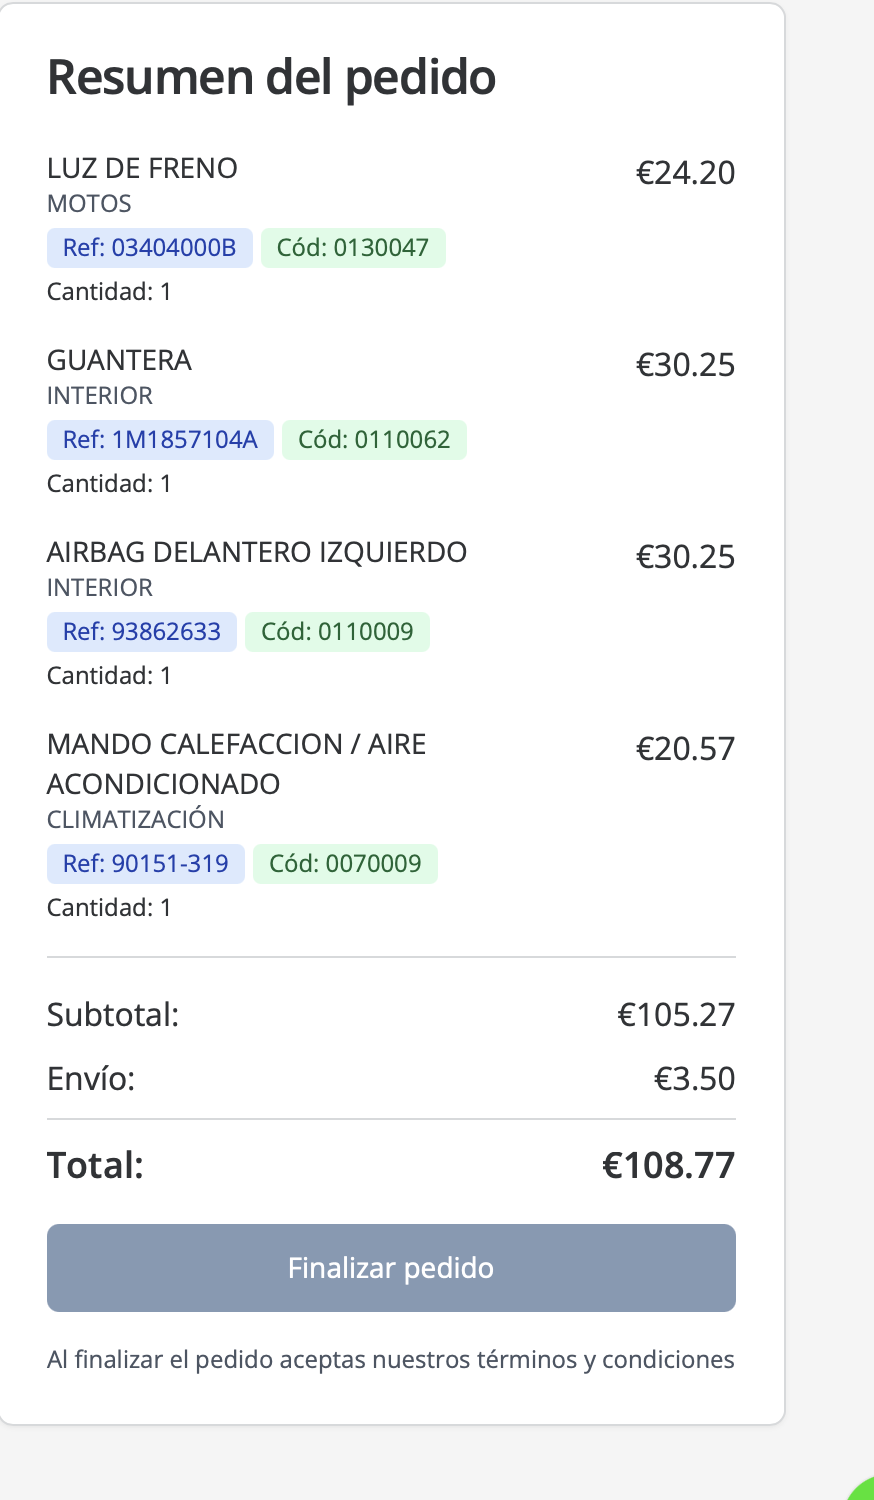 Resumen del pedido
LUZ DE FRENO €24.20
MOTOS
Ref: 03404000B Cód: 0130047
Cantidad: 1
GUANTERA €30.25
INTERIOR
Ref: 1M1857104A Cód: 0110062
Cantidad: 1
AIRBAG DELANTERO IZQUIERDO €30.25
INTERIOR
Ref: 93862633 Cód: 0110009
Cantidad: 1
MANDO CALEFACCION / AIRE €20.57
ACONDICIONADO
CLIMATIZACIÓN
Ref: 90151-319 Cód: 0070009
Cantidad: 1
Subtotal: €105.27
Envío: €3.50
Total: €108.77
Finalizar pedido
Al finalizar el pedido aceptas nuestros términos y condiciones